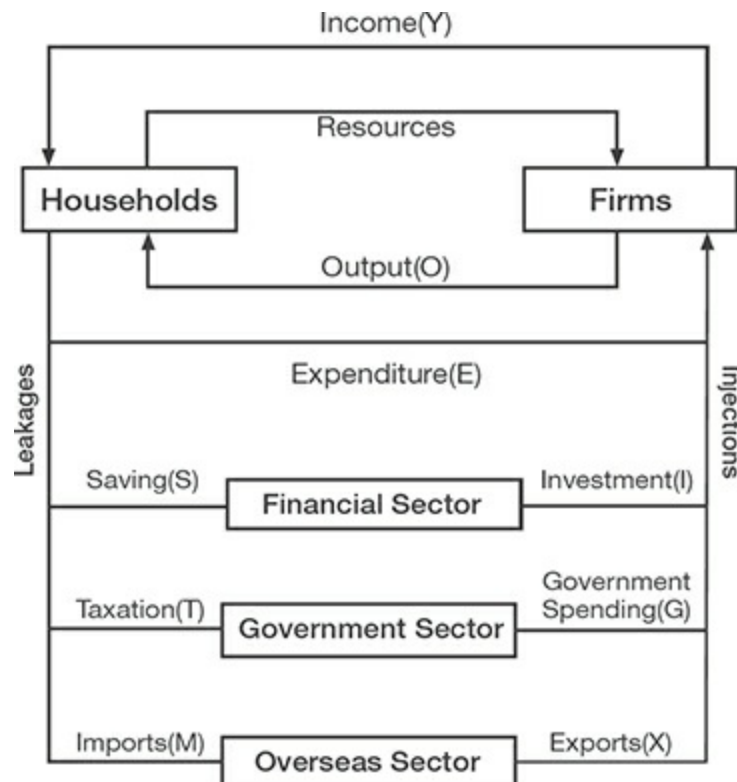 Income(Y)
Resources
Households
Firms
Output(O)
Expenditure(E)
Leakages
Injections
Saving(S)
Financial Sector
Investment(I)
Taxation(T)
Government Sector
Government
Spending(G)
Imports(M)
Overseas Sector
Exports(X)